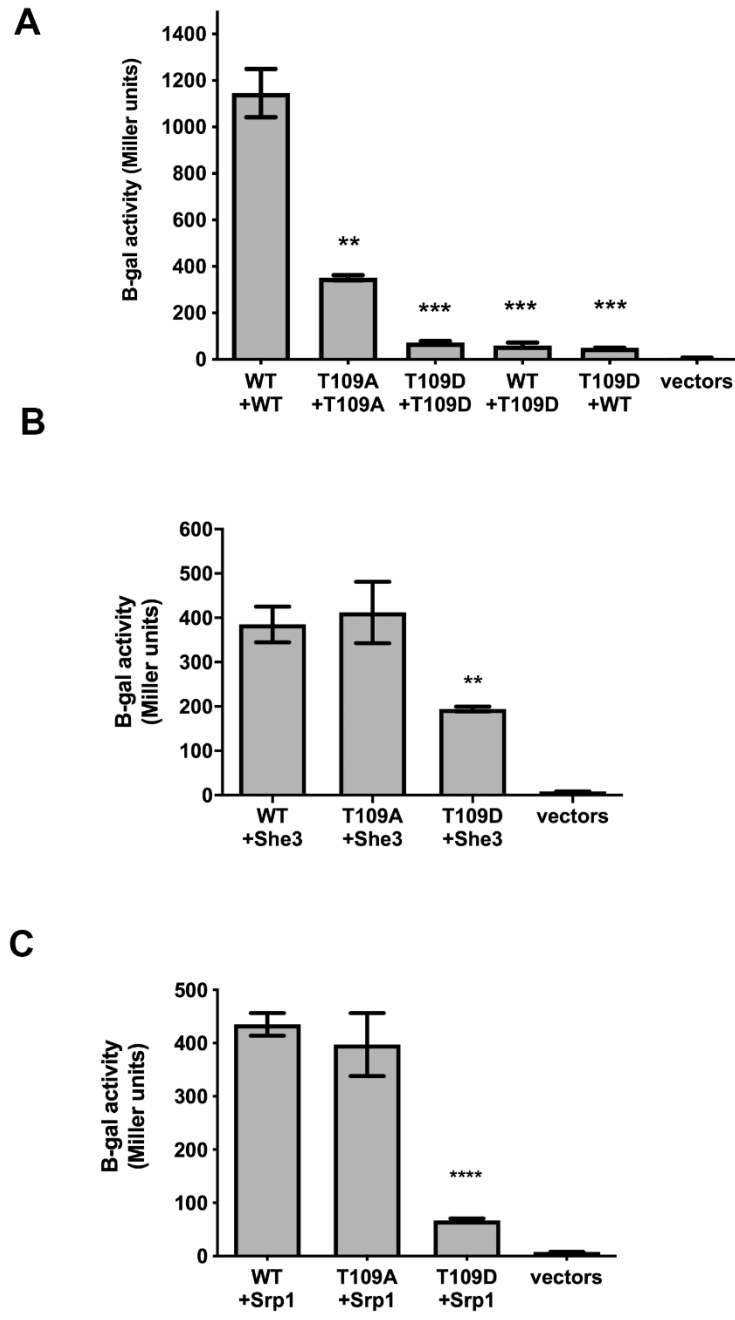 A
B-gal activity (Miller units)
1400
1200
1000
800
600
400
200
0
**
***
***
***
WT
+WT
T109A
+T109A
T109D
+T109D
WT
+T109D
T109D
+WT
vectors
B
B-gal activity
(Miller units)
600
500
400
300
200
100
0
**
WT
+She3
T109A
+She3
T109D
+She3
vectors
C
B-gal activity
(Miller units)
500
400
300
200
100
0
****
WT
+Srp1
T109A
+Srp1
T109D
+Srp1
vectors